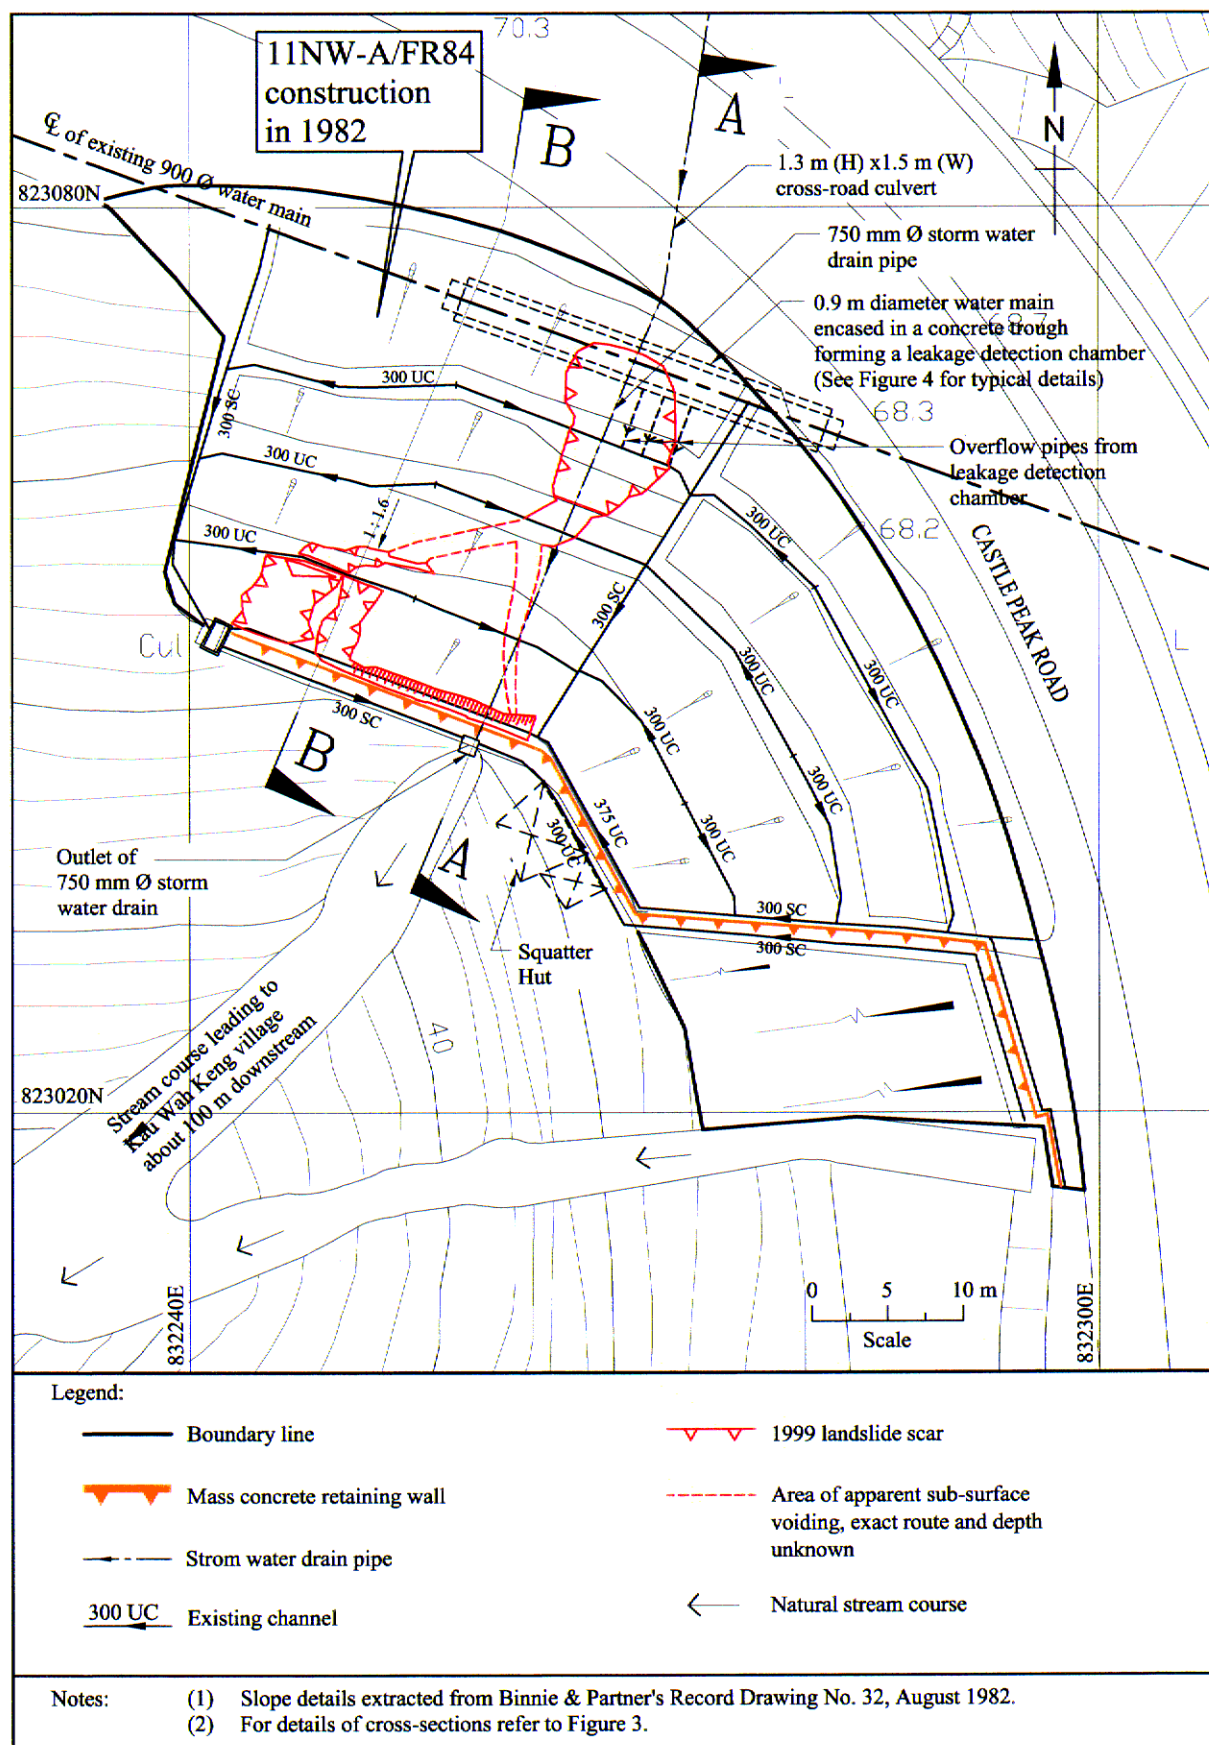 70.3
11NW-A/FR84
construction
in 1982
A
B
N
℄ of existing 900 Ø water main
1.3 m (H) x1.5 m (W)
cross-road culvert
823080N
750 mm Ø storm water
drain pipe
0.9 m diameter water main
encased in a concrete trough
forming a leakage detection chamber
(See Figure 4 for typical details)
68.7
300 UC
300 SC
68.3
Overflow pipes from
leakage detection
chamber
300 UC
1 : 1.6
300 UC
300 UC
68.2
CASTLE PEAK ROAD
300 SC
Cul
L
300 UC
300 UC
300 SC
300 UC
B
300 UC
375 UC
300 UC
300 UC
A
Outlet of
750 mm Ø storm
water drain
300 SC
300 SC
Squatter
Hut
40
Stream course leading to
Kau Wah Keng village
about 100 m downstream
823020N
832240E
832300E
0 5 10 m
Scale
Legend:
Boundary line
1999 landslide scar
Mass concrete retaining wall
Area of apparent sub-surface
voiding, exact route and depth
unknown
Strom water drain pipe
300 UC
Existing channel
Natural stream course
Notes:
(1) Slope details extracted from Binnie & Partner's Record Drawing No. 32, August 1982.
(2) For details of cross-sections refer to Figure 3.